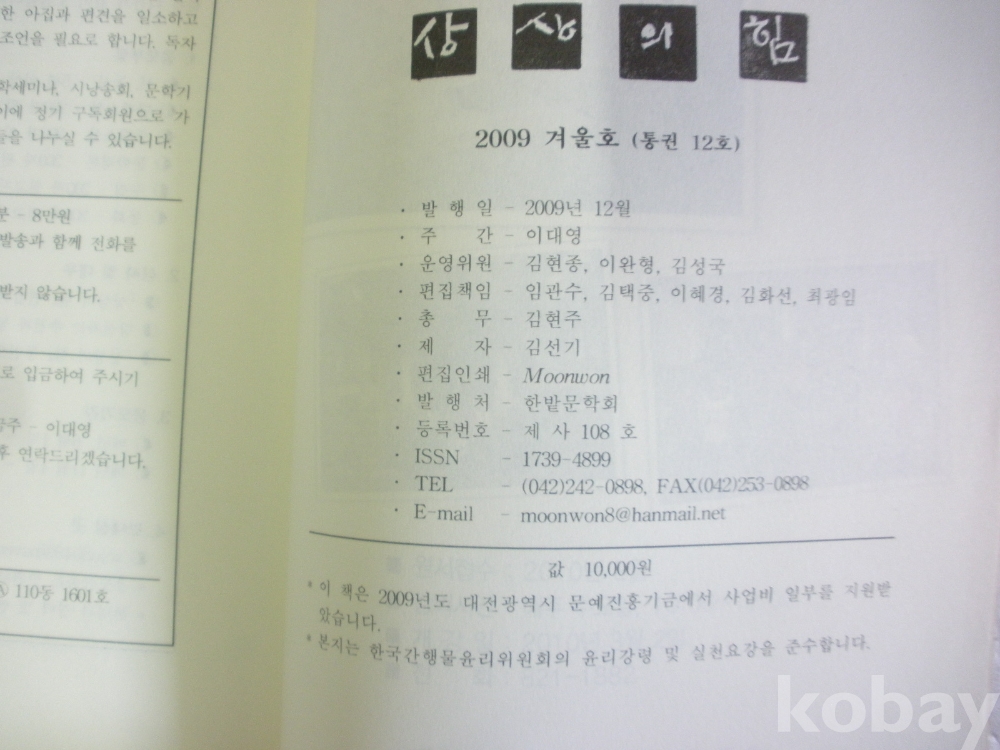 한 아집과 편견을 일소하고
조언을 필요로 합니다. 독자
학세미나, 시낭송회, 문학기
이에 정기 구독회원으로 가
들을 나누실 수 있습니다.
분 - 8만원
발송과 함께 전화를
받지 않습니다.
로 입금하여 주시기
공주 - 이대영
후 연락드리겠습니다.
110동 1601호
상상의힘
2009 겨울호 (통권 12호)
· 발 행 일 - 2009년 12월
· 주 간 - 이대영
· 운영위원 - 김현종, 이완형, 김성국
· 편집책임 - 임관수, 김택중, 이혜경, 김화선, 최광임
· 총 무 - 김현주
· 제 자 - 김선기
· 편집인쇄 - Moonwon
· 발 행 처 - 한밭문학회
· 등록번호 - 제 사 108 호
· ISSN - 1739-4899
· TEL - (042)242-0898, FAX(042)253-0898
· E-mail - moonwon8@hanmail.net
값 10,000원
* 이 책은 2009년도 대전광역시 문예진흥기금에서 사업비 일부를 지원받
았습니다.
* 본지는 한국간행물윤리위원회의 윤리강령 및 실천요강을 준수합니다.
kobay